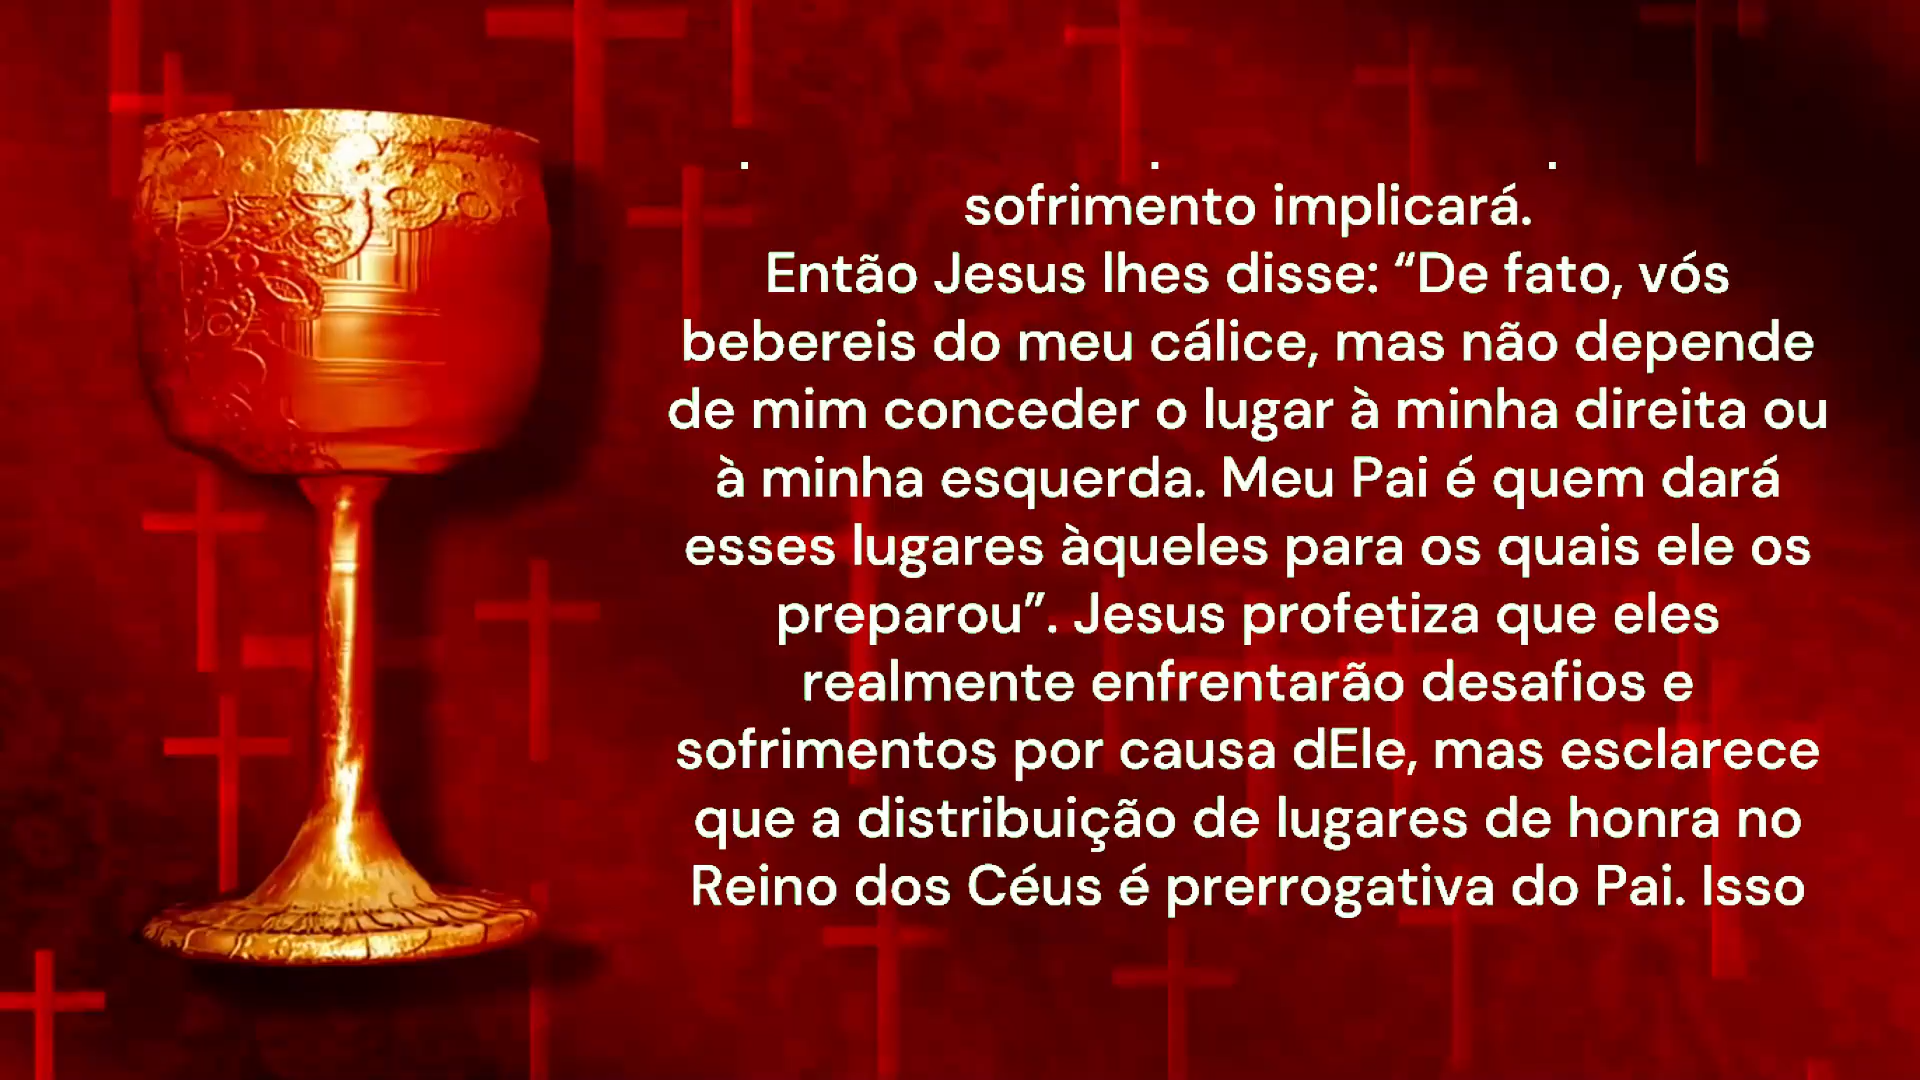 sofrimento implicará.
Então Jesus lhes disse: “De fato, vós
bebereis do meu cálice, mas não depende
de mim conceder o lugar à minha direita ou
à minha esquerda. Meu Pai é quem dará
esses lugares àqueles para os quais ele os
preparou”. Jesus profetiza que eles
realmente enfrentarão desafios e
sofrimentos por causa dEle, mas esclarece
que a distribuição de lugares de honra no
Reino dos Céus é prerrogativa do Pai. Isso